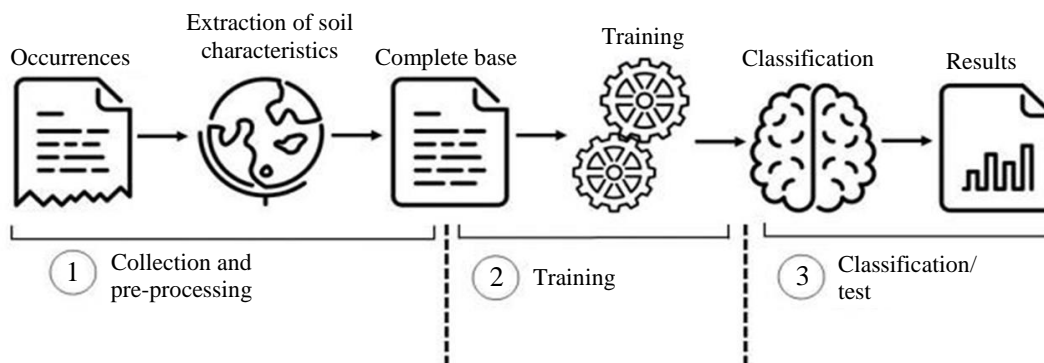 Occurrences
Extraction of soil
characteristics
Complete base
Training
Classification
Results
1
Collection and
pre-processing
2
Training
3
Classification/
test